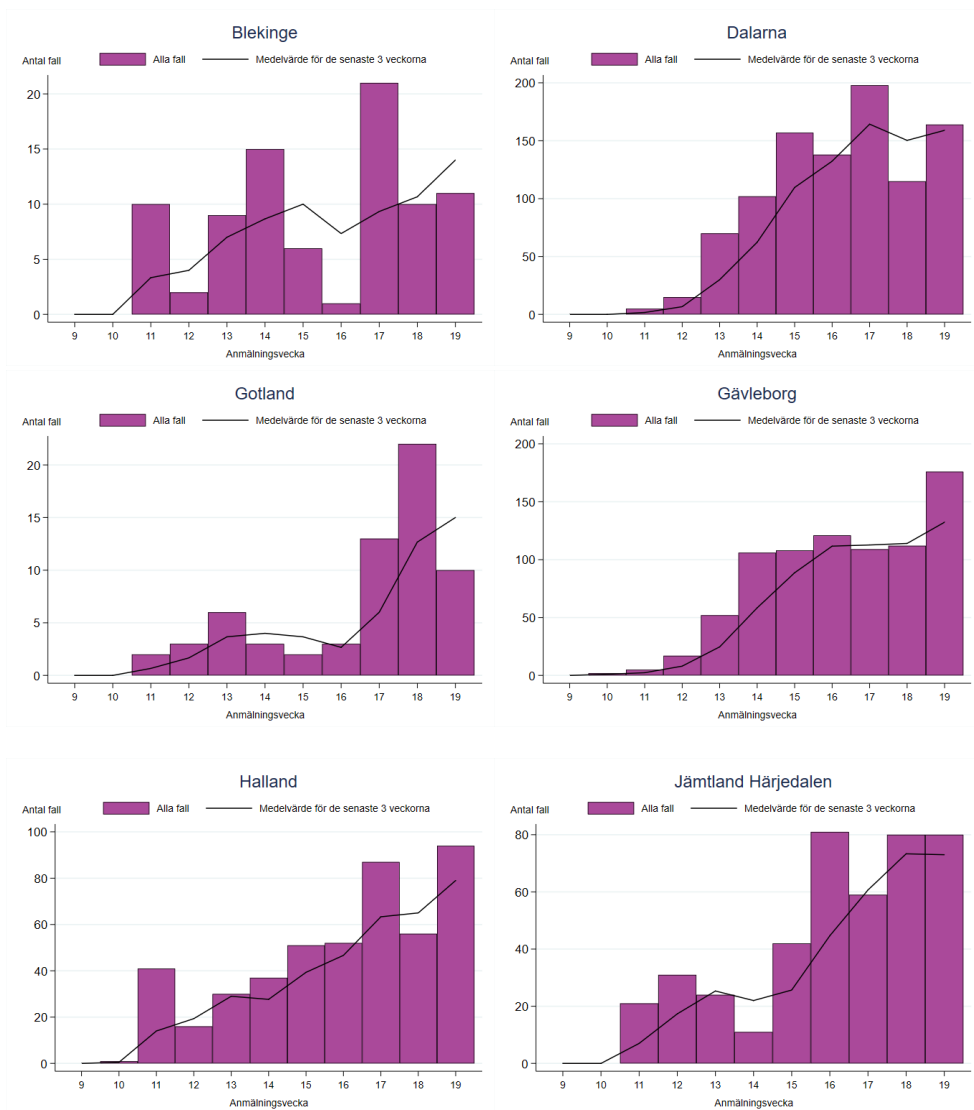 Blekinge
Antal fall Alla fall Medelvärde för de senaste 3 veckorna
20
15
10
5
0
9 10 11 12 13 14 15 16 17 18 19
Anmälningsvecka
Dalarna
Antal fall Alla fall Medelvärde för de senaste 3 veckorna
200
150
100
50
0
9 10 11 12 13 14 15 16 17 18 19
Anmälningsvecka
Gotland
Antal fall Alla fall Medelvärde för de senaste 3 veckorna
20
15
10
5
0
9 10 11 12 13 14 15 16 17 18 19
Anmälningsvecka
Gävleborg
Antal fall Alla fall Medelvärde för de senaste 3 veckorna
200
150
100
50
0
9 10 11 12 13 14 15 16 17 18 19
Anmälningsvecka
Halland
Antal fall Alla fall Medelvärde för de senaste 3 veckorna
100
80
60
40
20
0
9 10 11 12 13 14 15 16 17 18 19
Anmälningsvecka
Jämtland Härjedalen
Antal fall Alla fall Medelvärde för de senaste 3 veckorna
80
60
40
20
0
9 10 11 12 13 14 15 16 17 18 19
Anmälningsvecka